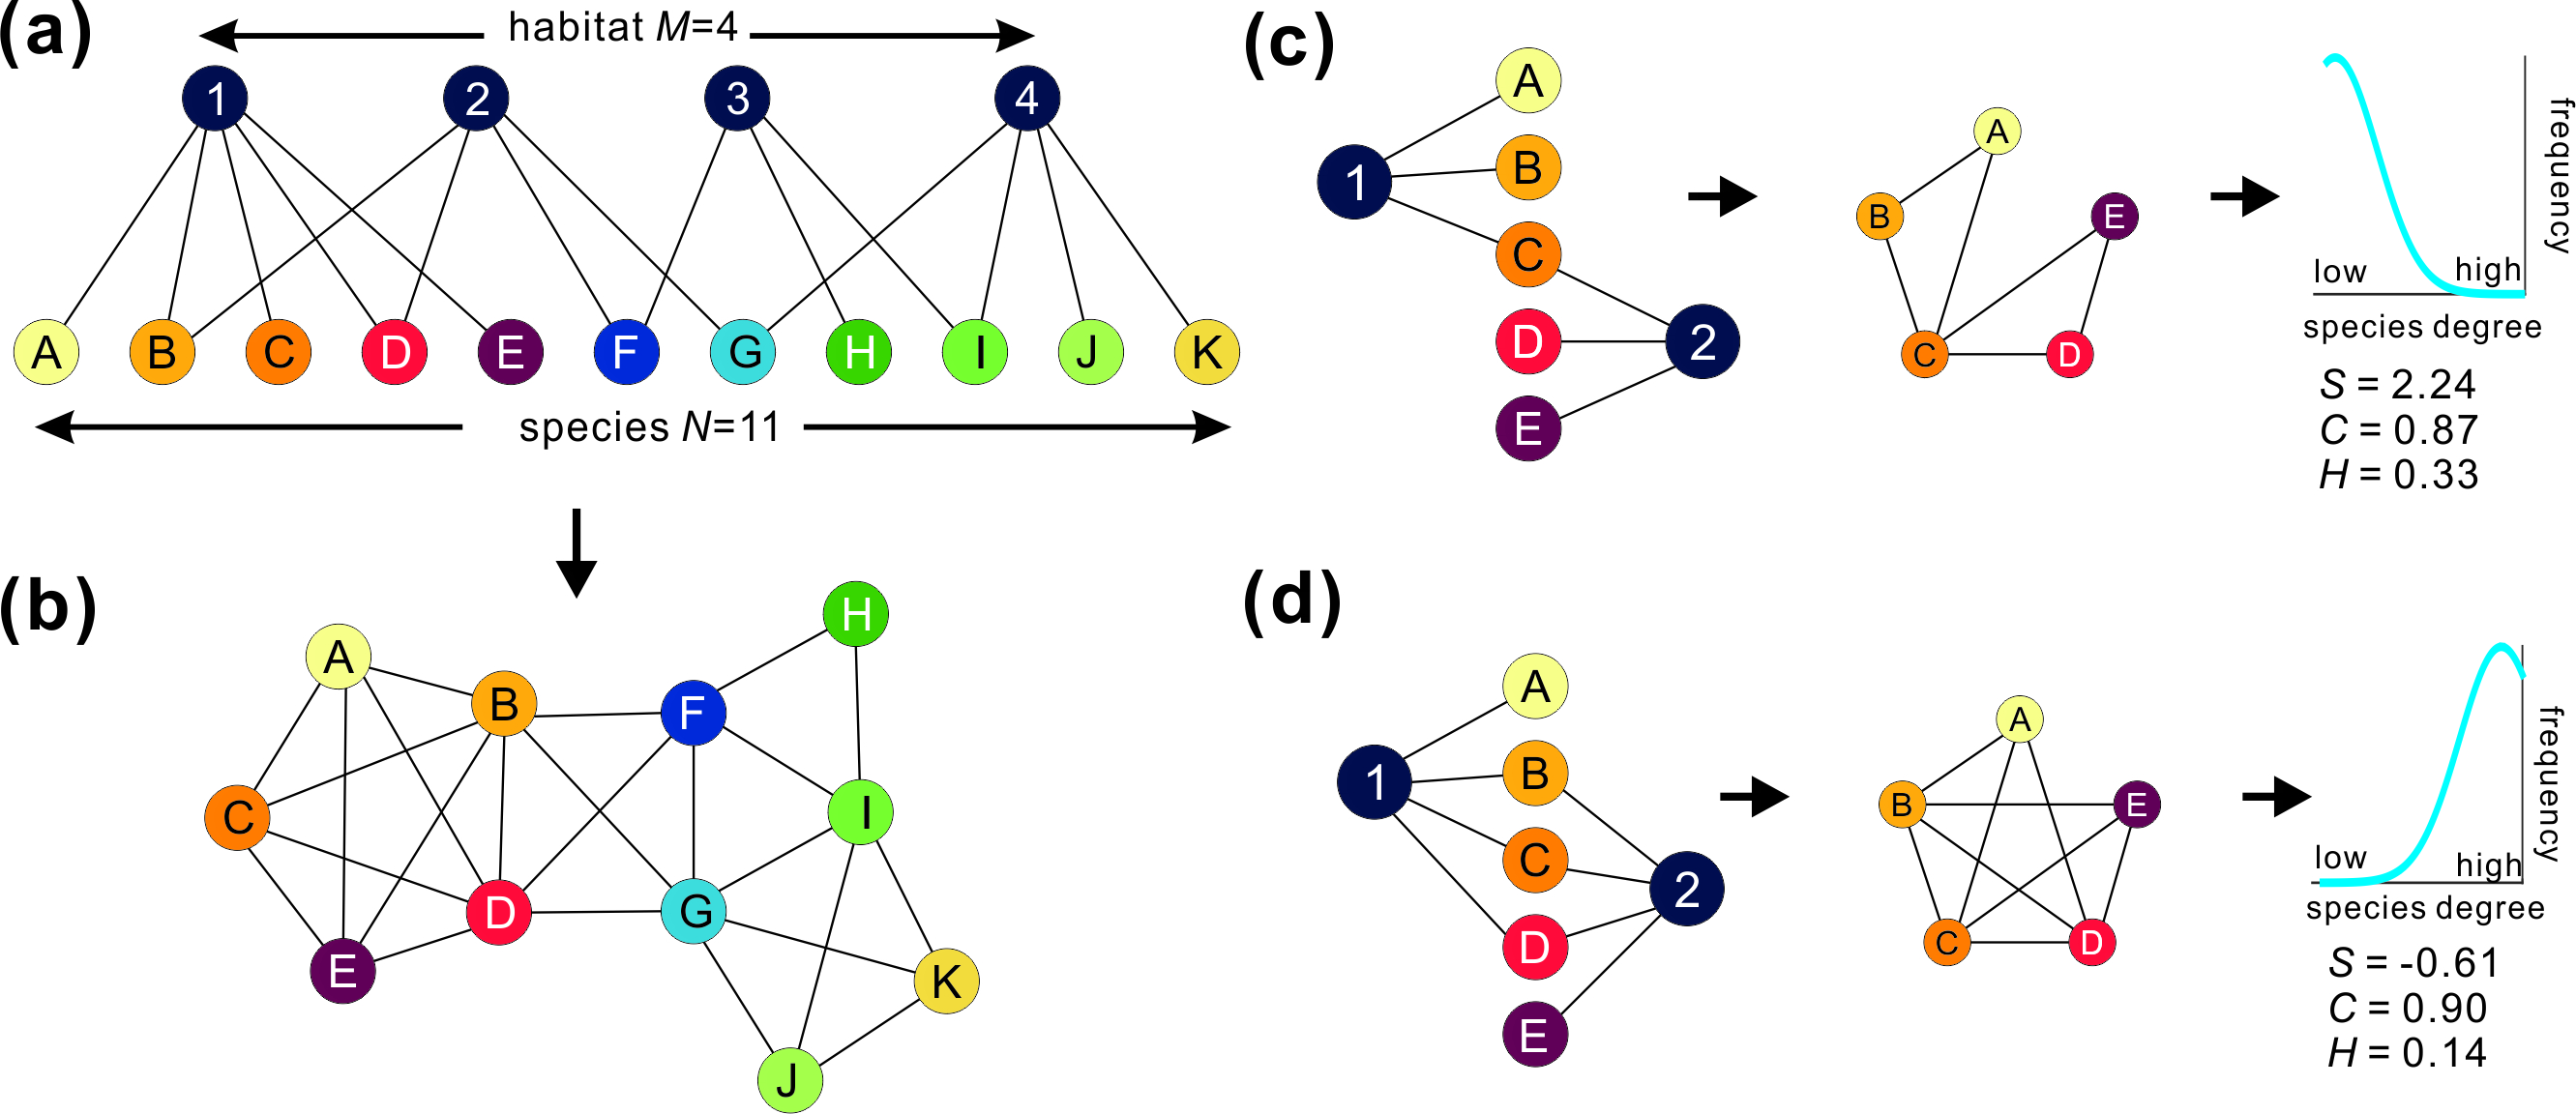 (a)
habitat M=4
1 2 3 4
A B C D E F G H I J K
species N=11
(b)
H
A
B
F
C
I
D
G
E
K
J
(c)
A
B
C
D
E
1
2
A
B
E
C
D
frequency
low high
species degree
S = 2.24
C = 0.87
H = 0.33
(d)
A
B
C
D
E
1
2
A
B
E
C
D
frequency
low high
species degree
S = -0.61
C = 0.90
H = 0.14